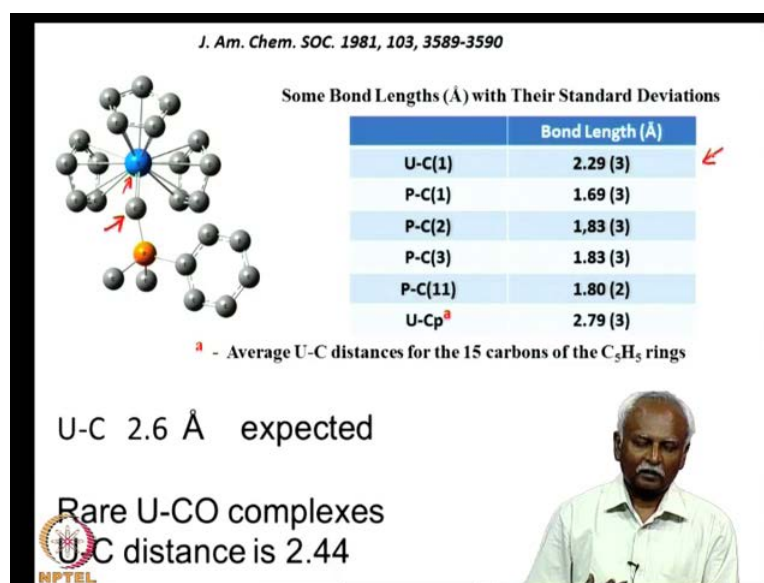 J. Am. Chem. SOC. 1981, 103, 3589-3590
Some Bond Lengths (Å) with Their Standard Deviations
Bond Length (Å)
U-C(1) 2.29 (3)
P-C(1) 1.69 (3)
P-C(2) 1,83 (3)
P-C(3) 1.83 (3)
P-C(11) 1.80 (2)
U-Cpᵃ 2.79 (3)
ᵃ - Average U-C distances for the 15 carbons of the C₅H₅ rings
U-C 2.6 Å expected
Rare U-CO complexes
U-C distance is 2.44
NPTEL